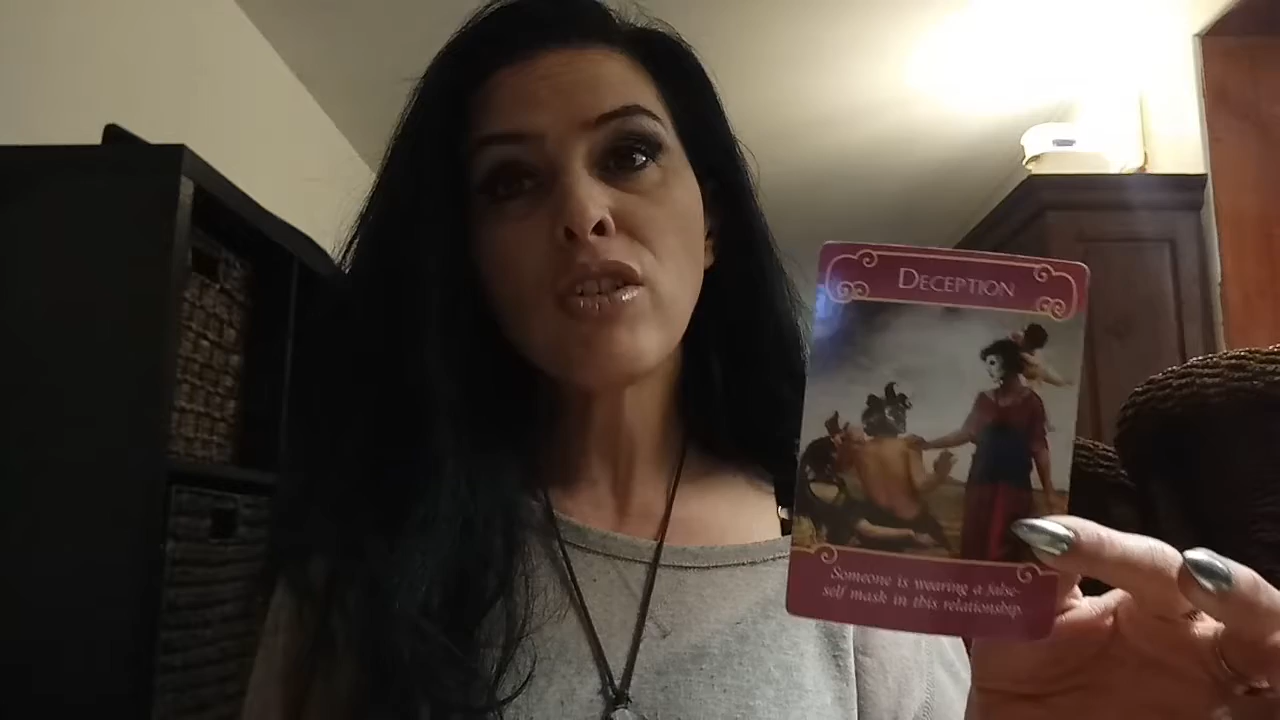 DECEPTION
Someone is wearing a false-
self mask in this relationship.